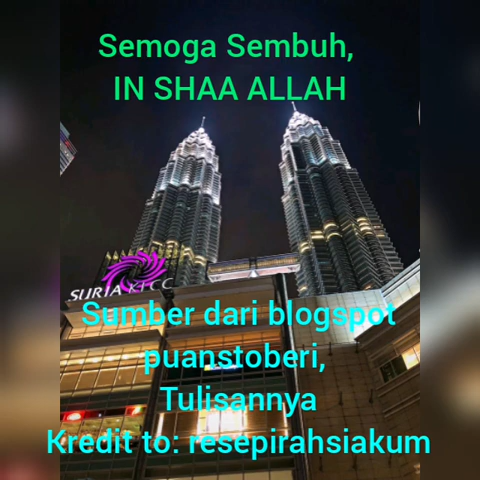 Semoga Sembuh,
IN SHAA ALLAH
SURIA KLCC
Sumber dari blogspot
puanstoberi,
Tulisannya
Kredit to: resepirahsiakum